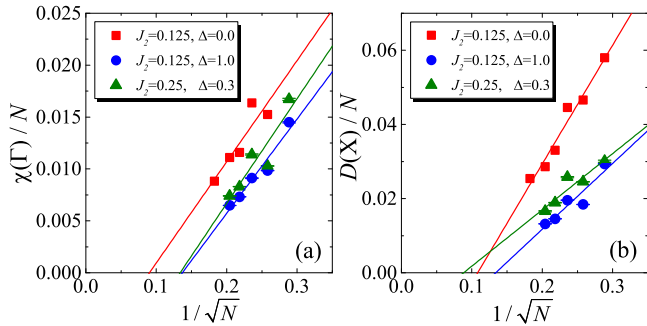 0.025
0.020
0.015
0.010
0.005
0.000
χ(Γ) / N
J₂=0.125, Δ=0.0
J₂=0.125, Δ=1.0
J₂=0.25, Δ=0.3
(a)
0.0 0.1 0.2 0.3
1/√N
0.06
0.04
0.02
0.00
D(X) / N
J₂=0.125, Δ=0.0
J₂=0.125, Δ=1.0
J₂=0.25, Δ=0.3
(b)
0.0 0.1 0.2 0.3
1/√N